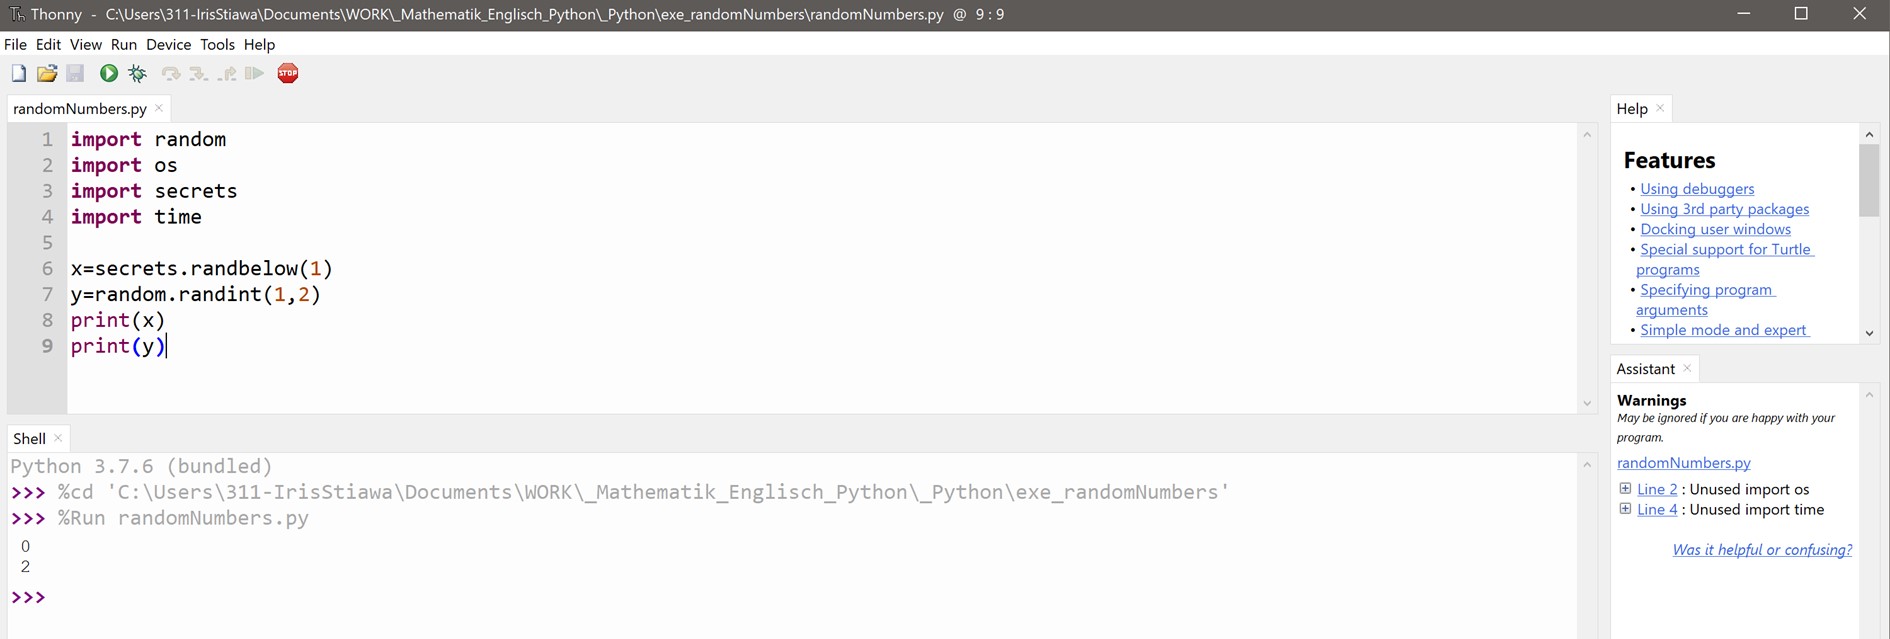 Thonny - C:\Users\311-IrisStiawa\Documents\WORK\_Mathematik_Englisch_Python\_Python\exe_randomNumbers\randomNumbers.py @ 9 : 9
File Edit View Run Device Tools Help
STOP
randomNumbers.py
1 import random
2 import os
3 import secrets
4 import time
5
6 x=secrets.randbelow(1)
7 y=random.randint(1,2)
8 print(x)
9 print(y)
Shell
Python 3.7.6 (bundled)
>>> %cd 'C:\Users\311-IrisStiawa\Documents\WORK\_Mathematik_Englisch_Python\_Python\exe_randomNumbers'
>>> %Run randomNumbers.py
0
2
>>>
Help
Features
• Using debuggers
• Using 3rd party packages
• Docking user windows
• Special support for Turtle
programs
• Specifying program
arguments
• Simple mode and expert
Assistant
Warnings
May be ignored if you are happy with your
program.
randomNumbers.py
Line 2 : Unused import os
Line 4 : Unused import time
Was it helpful or confusing?